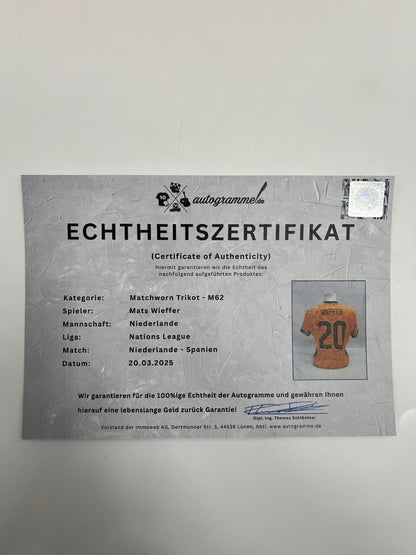 autogramme.de
ECHTHEITSZERTIFIKAT
(Certificate of Authenticity)
Hiermit garantieren wir die Echtheit des
nachfolgend aufgeführten Produktes:
Kategorie: Matchworn Trikot - M62
Spieler: Mats Wieffer
Mannschaft: Niederlande
Liga: Nations League
Match: Niederlande - Spanien
Datum: 20.03.2025
WIEFFER
20
Wir garantieren für die 100%ige Echtheit der Autogramme und gewähren Ihnen
hierauf eine lebenslange Geld zurück Garantie!
Dipl. Ing. Thomas Schlächter
Vorstand der immoweb AG, Dortmunder Str. 5, 44536 Lünen, Abtl. www.autogramme.de